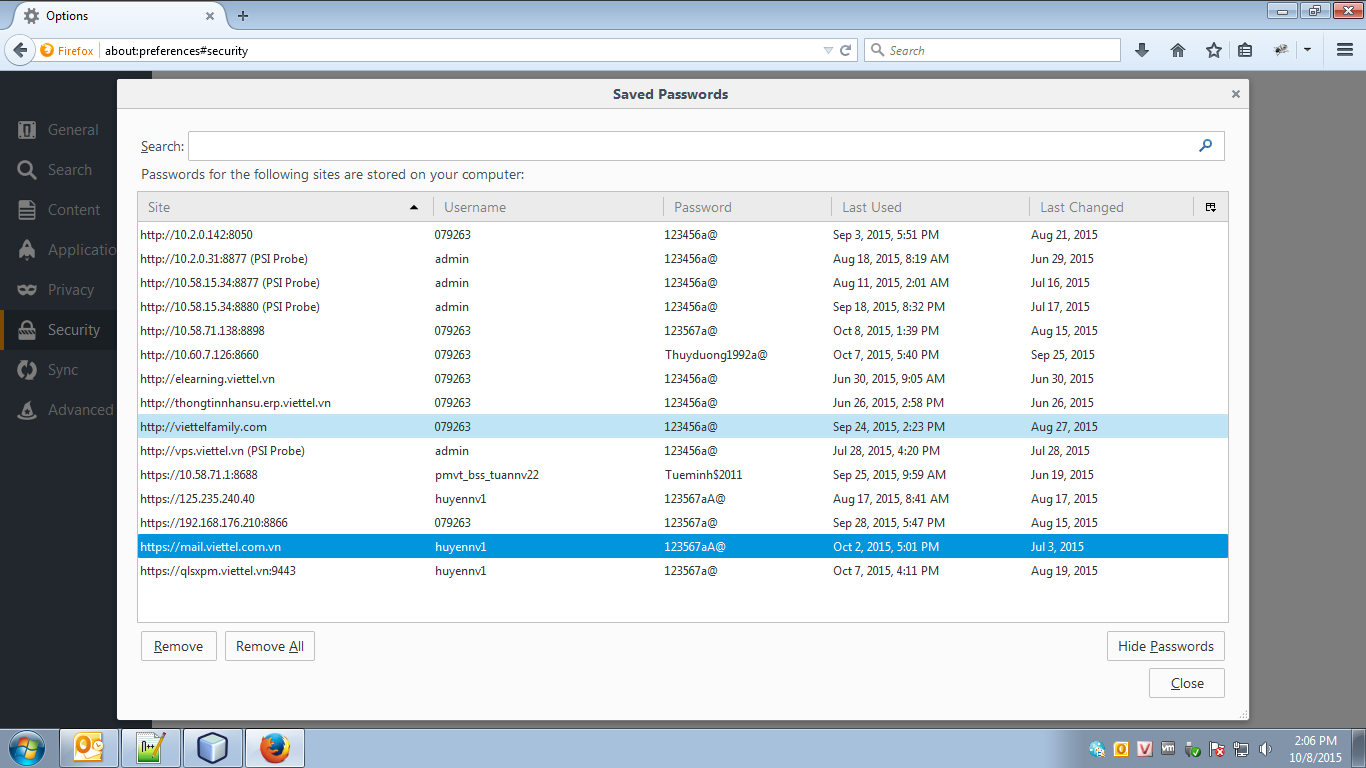 Options
Firefox about:preferences#security Search
Saved Passwords
General
Search
Content
Applicatio
Privacy
Security
Sync
Advanced
Search:
Passwords for the following sites are stored on your computer:
Site Username Password Last Used Last Changed
http://10.2.0.142:8050 079263 123456a@ Sep 3, 2015, 5:51 PM Aug 21, 2015
http://10.2.0.31:8877 (PSI Probe) admin 123456a@ Aug 18, 2015, 8:19 AM Jun 29, 2015
http://10.58.15.34:8877 (PSI Probe) admin 123456a@ Aug 11, 2015, 2:01 AM Jul 16, 2015
http://10.58.15.34:8880 (PSI Probe) admin 123456a@ Sep 18, 2015, 8:32 PM Jul 17, 2015
http://10.58.71.138:8898 079263 123567a@ Oct 8, 2015, 1:39 PM Aug 15, 2015
http://10.60.7.126:8660 079263 Thuyduong1992a@ Oct 7, 2015, 5:40 PM Sep 25, 2015
http://elearning.viettel.vn 079263 123456a@ Jun 30, 2015, 9:05 AM Jun 30, 2015
http://thongtinnhansu.erp.viettel.vn 079263 123456a@ Jun 26, 2015, 2:58 PM Jun 26, 2015
http://viettelfamily.com 079263 123456a@ Sep 24, 2015, 2:23 PM Aug 27, 2015
http://vps.viettel.vn (PSI Probe) admin 123456a@ Jul 28, 2015, 4:20 PM Jul 28, 2015
https://10.58.71.1:8688 pmvt_bss_tuannv22 Tueminh$2011 Sep 25, 2015, 9:59 AM Jun 19, 2015
https://125.235.240.40 huyennv1 123567aA@ Aug 17, 2015, 8:41 AM Aug 17, 2015
https://192.168.176.210:8866 079263 123567a@ Sep 28, 2015, 5:47 PM Aug 15, 2015
https://mail.viettel.com.vn huyennv1 123567aA@ Oct 2, 2015, 5:01 PM Jul 3, 2015
https://qlsxpm.viettel.vn:9443 huyennv1 123567a@ Oct 7, 2015, 4:11 PM Aug 19, 2015
Remove Remove All Hide Passwords
Close
2:06 PM
10/8/2015